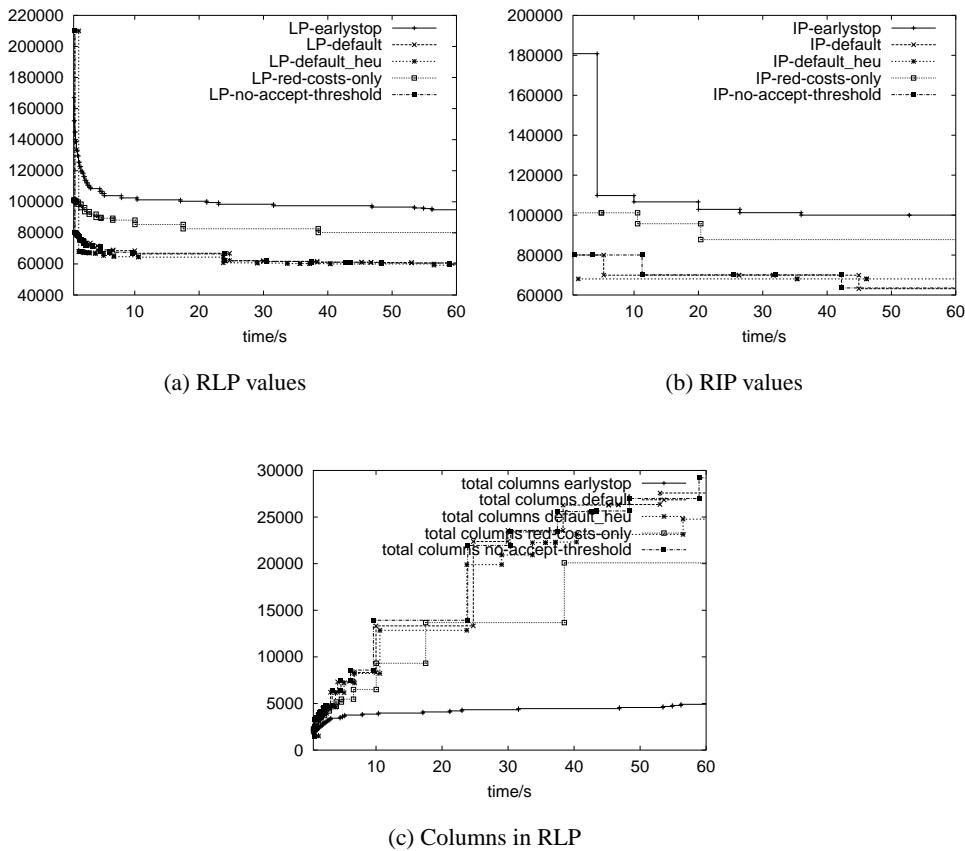 220000
200000
180000
160000
140000
120000
100000
80000
60000
40000
LP-earlystop
LP-default
LP-default_heu
LP-red-costs-only
LP-no-accept-threshold
10 20 30 40 50 60
time/s
(a) RLP values
200000
180000
160000
140000
120000
100000
80000
60000
IP-earlystop
IP-default
IP-default_heu
IP-red-costs-only
IP-no-accept-threshold
10 20 30 40 50 60
time/s
(b) RIP values
30000
25000
20000
15000
10000
5000
0
total columns earlystop
total columns default
total columns default_heu
total columns red-costs-only
total columns no-accept-threshold
10 20 30 40 50 60
time/s
(c) Columns in RLP